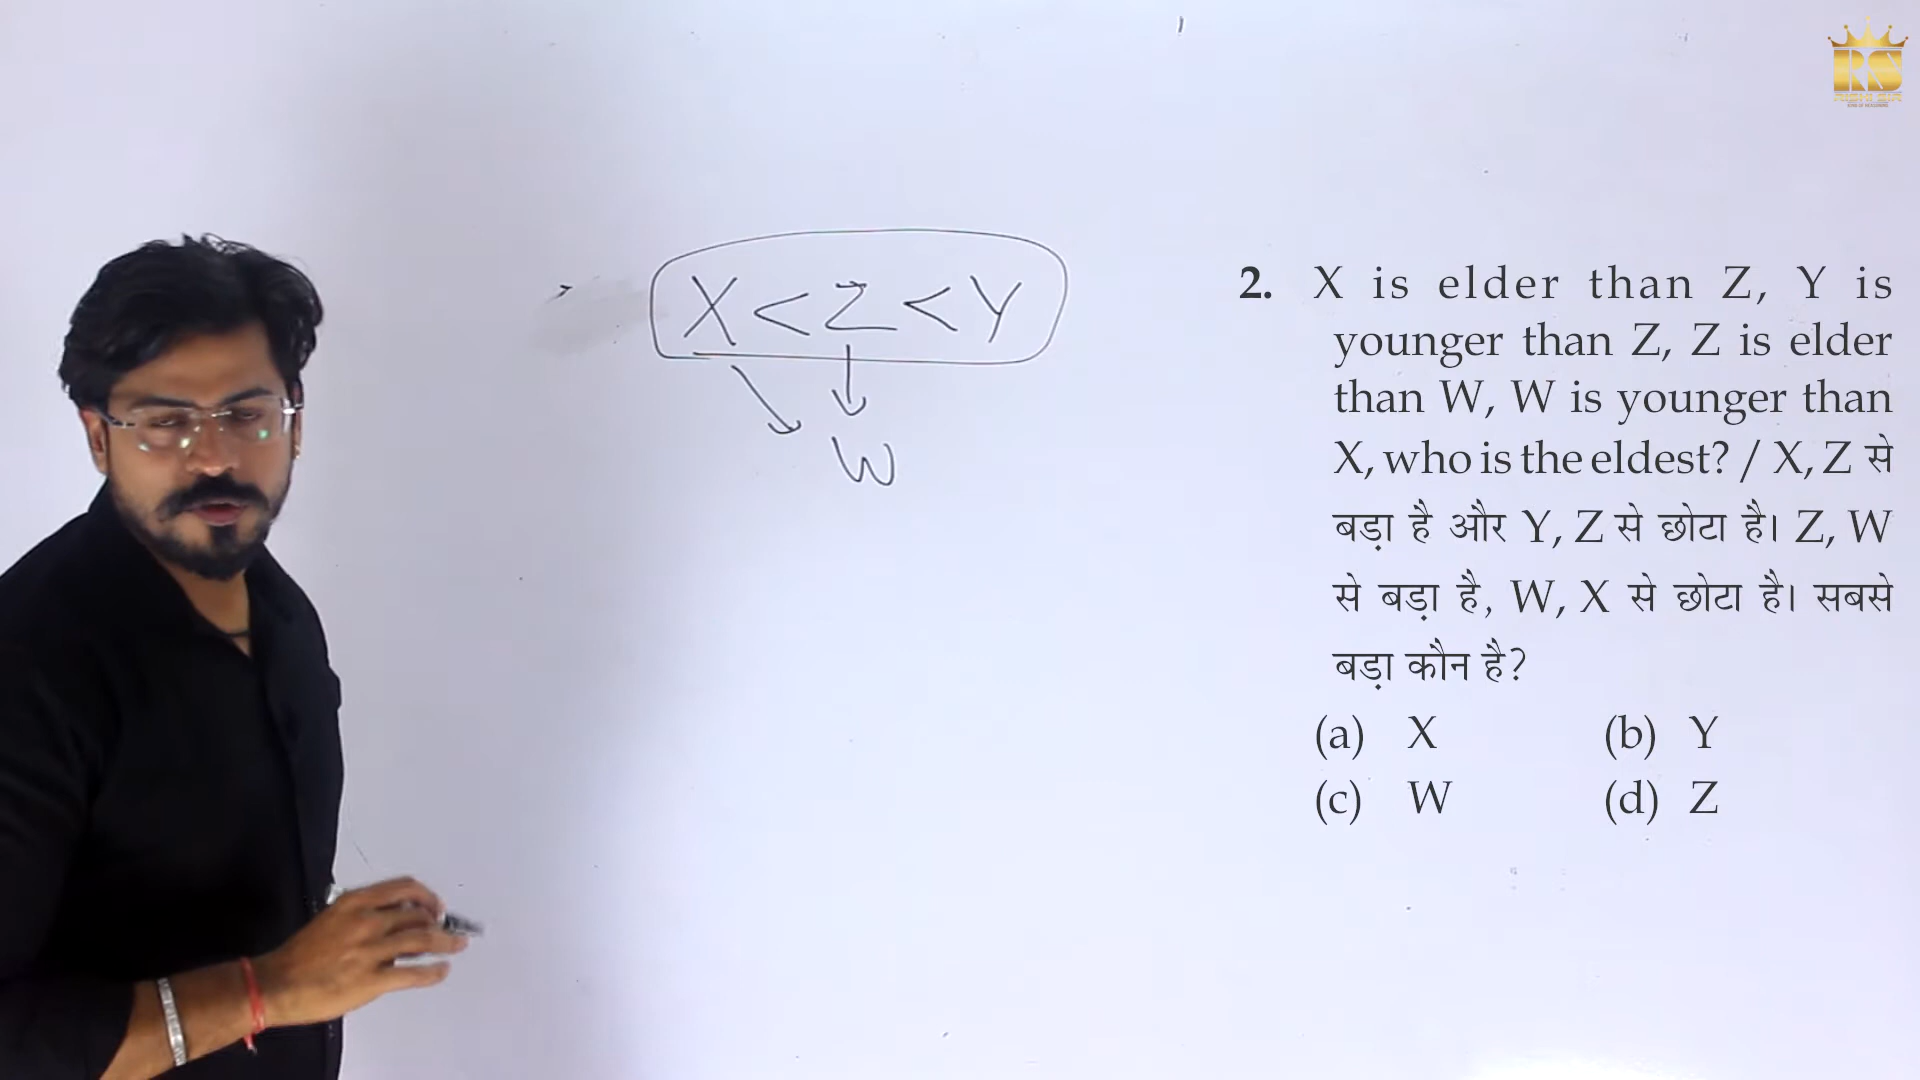 RS
X < Z < Y
W
2. X is elder than Z, Y is
younger than Z, Z is elder
than W, W is younger than
X, who is the eldest? / X, Z से
बड़ा है और Y, Z से छोटा है। Z, W
से बड़ा है, W, X से छोटा है। सबसे
बड़ा कौन है?
(a) X (b) Y
(c) W (d) Z